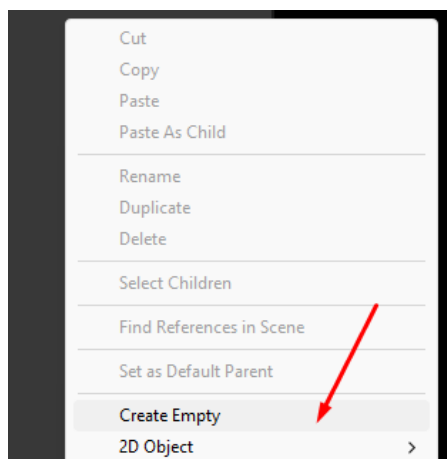 Cut
Copy
Paste
Paste As Child
Rename
Duplicate
Delete
Select Children
Find References in Scene
Set as Default Parent
Create Empty
2D Object